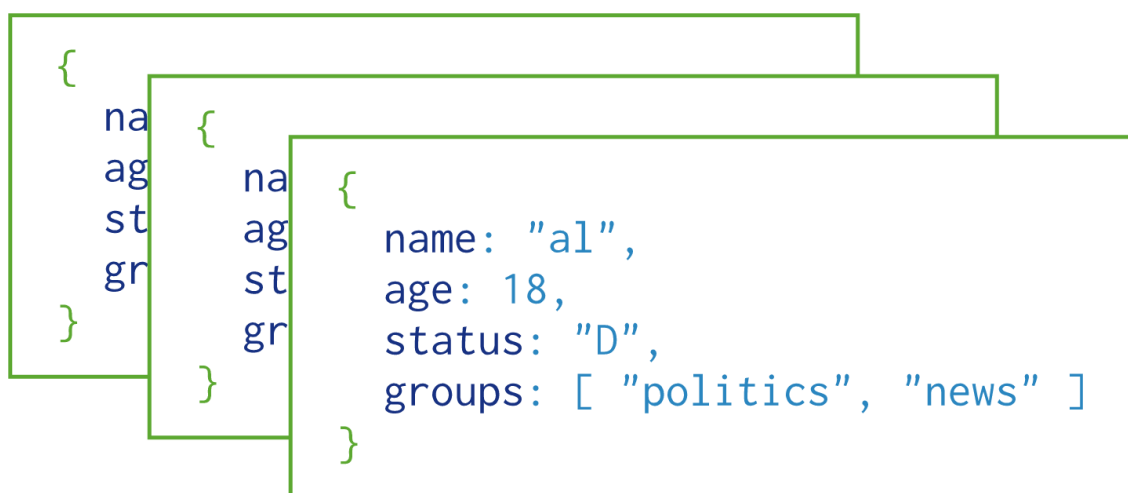 {
na
ag
st
gr
}
{
na
ag
st
gr
}
{
name: "al",
age: 18,
status: "D",
groups: [ "politics", "news" ]
}